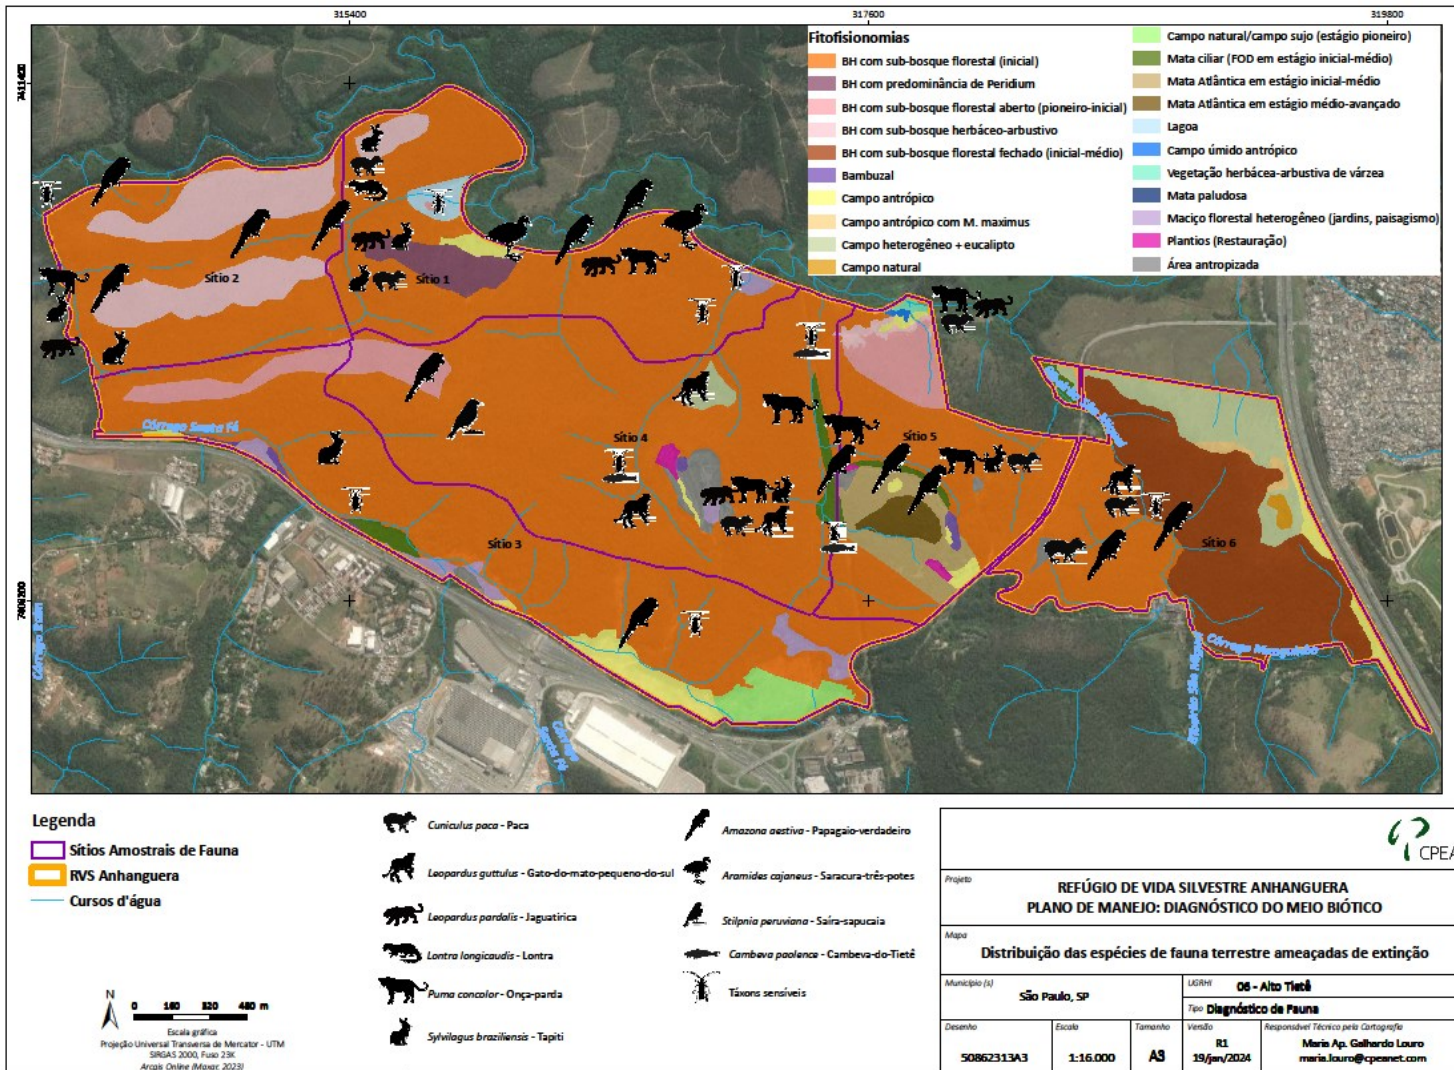 315400
317600
319800
7411400
Fitofisionomias
BH com sub-bosque florestal (inicial)
BH com predominância de Peridium
BH com sub-bosque florestal aberto (pioneiro-inicial)
BH com sub-bosque herbáceo-arbustivo
BH com sub-bosque florestal fechado (inicial-médio)
Bambuzal
Campo antrópico
Campo antrópico com M. maximus
Campo heterogêneo + eucalipto
Campo natural
Campo natural/campo sujo (estágio pioneiro)
Mata ciliar (FOD em estágio inicial-médio)
Mata Atlântica em estágio inicial-médio
Mata Atlântica em estágio médio-avançado
Lagoa
Campo úmido antrópico
Vegetação herbácea-arbustiva de várzea
Mata paludosa
Maciço florestal heterogêneo (jardins, paisagismo)
Plantios (Restauração)
Área antropizada
Sítio 2
Sítio 1
Córrego Santa Fé
Sítio 4
Sítio 5
Sítio 3
Sítio 6
7409200
Córrego
Córrego
Santa Fé
Ribeirão São Miguel
Córrego Manguinho
Legenda
Sítios Amostrais de Fauna
RVS Anhanguera
Cursos d'água
N
0 160 320 480 m
Escala gráfica
Projeção Universal Transversa de Mercator - UTM
SIRGAS 2000, Fuso 23K
Arcgis Online (Maxar, 2023)
Cuniculus paca - Paca
Leopardus guttulus - Gato-do-mato-pequeno-do-sul
Leopardus pardalis - Jaguatirica
Lontra longicaudis - Lontra
Puma concolor - Onça-parda
Sylvilagus braziliensis - Tapiti
Amazona aestiva - Papagaio-verdadeiro
Aramides cajaneus - Saracura-três-potes
Stilpnia peruviana - Saíra-sapucaia
Cambeva paolence - Cambeva-do-Tietê
Táxons sensíveis
CPEA
Projeto
REFÚGIO DE VIDA SILVESTRE ANHANGUERA
PLANO DE MANEJO: DIAGNÓSTICO DO MEIO BIÓTICO
Mapa
Distribuição das espécies de fauna terrestre ameaçadas de extinção
Município (s)
São Paulo, SP
UGRHI 06 - Alto Tietê
Tipo Diagnóstico de Fauna
Desenho
50862313A3
Escala
1:16.000
Tamanho
A3
Versão
R1
19/jan/2024
Responsável Técnico pela Cartografia
Maria Ap. Galhardo Louro
maria.louro@cpeanet.com